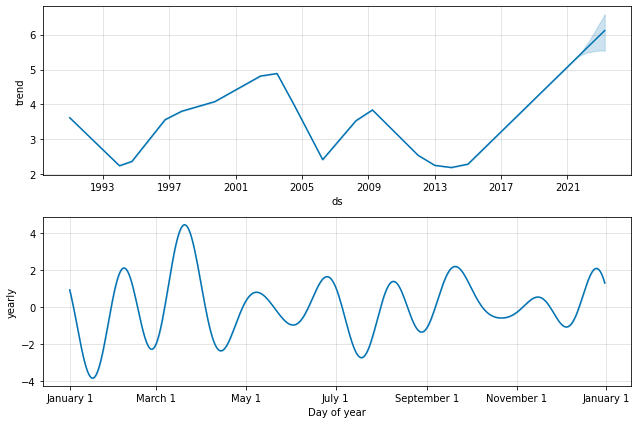 6
5
4
3
2
trend
1993 1997 2001 2005 2009 2013 2017 2021
ds
4
2
0
−2
−4
yearly
January 1 March 1 May 1 July 1 September 1 November 1 January 1
Day of year